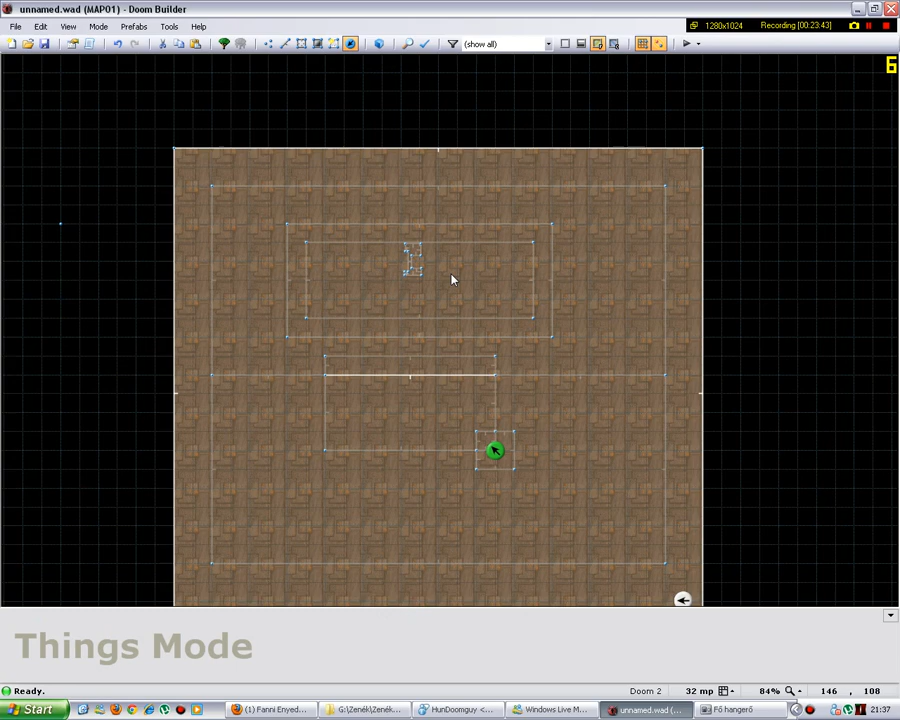 unnamed.wad (MAP01) - Doom Builder
File Edit View Mode Prefabs Tools Help
1280x1024 Recording [00:23:43]
(show all)
6
Things Mode
Ready. Doom 2 32 mp 84% 146 , 108
Start (1) Fanni Enyed... G:\Zenék\Zenék... HunDoomguy <... Windows Live M... unnamed.wad (... Fő hangerő 21:37